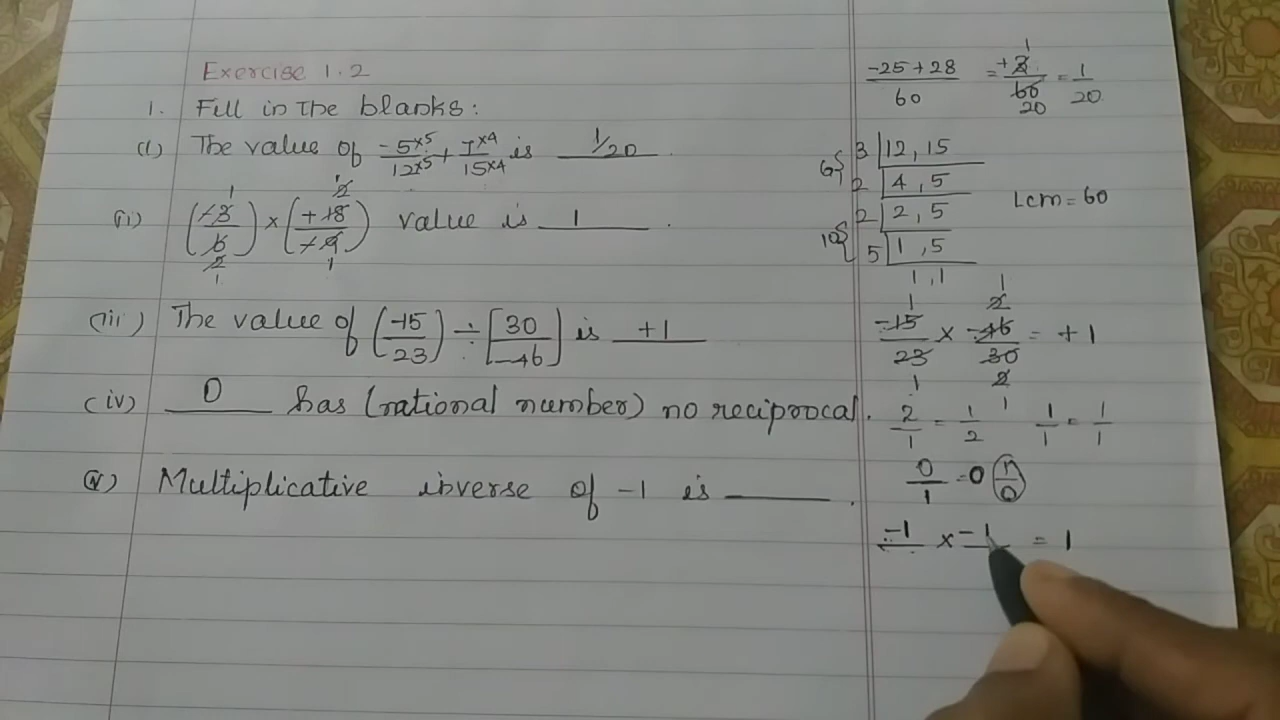 Exercise 1.2
1. Fill in the blanks:
(i) The value of -5×5/12×5 + 7×4/15×4 is 1/20.
(ii) (-3/6) × (+18/-9) value is 1.
(iii) The value of (-15/23) ÷ [30/-46] is +1
(iv) 0 has (rational number) no reciprocal.
(v) Multiplicative inverse of -1 is ____.
-25+28/60 = +3/60 = 1/20
1
20
3 | 12, 15
2 | 4, 5
2 | 2, 5
5 | 1, 5
1, 1
Lcm = 60
-15/23 × -46/30 = +1
2/1 = 1/2 1/1 = 1/1
0/1 = 0
-1 × -1 = 1